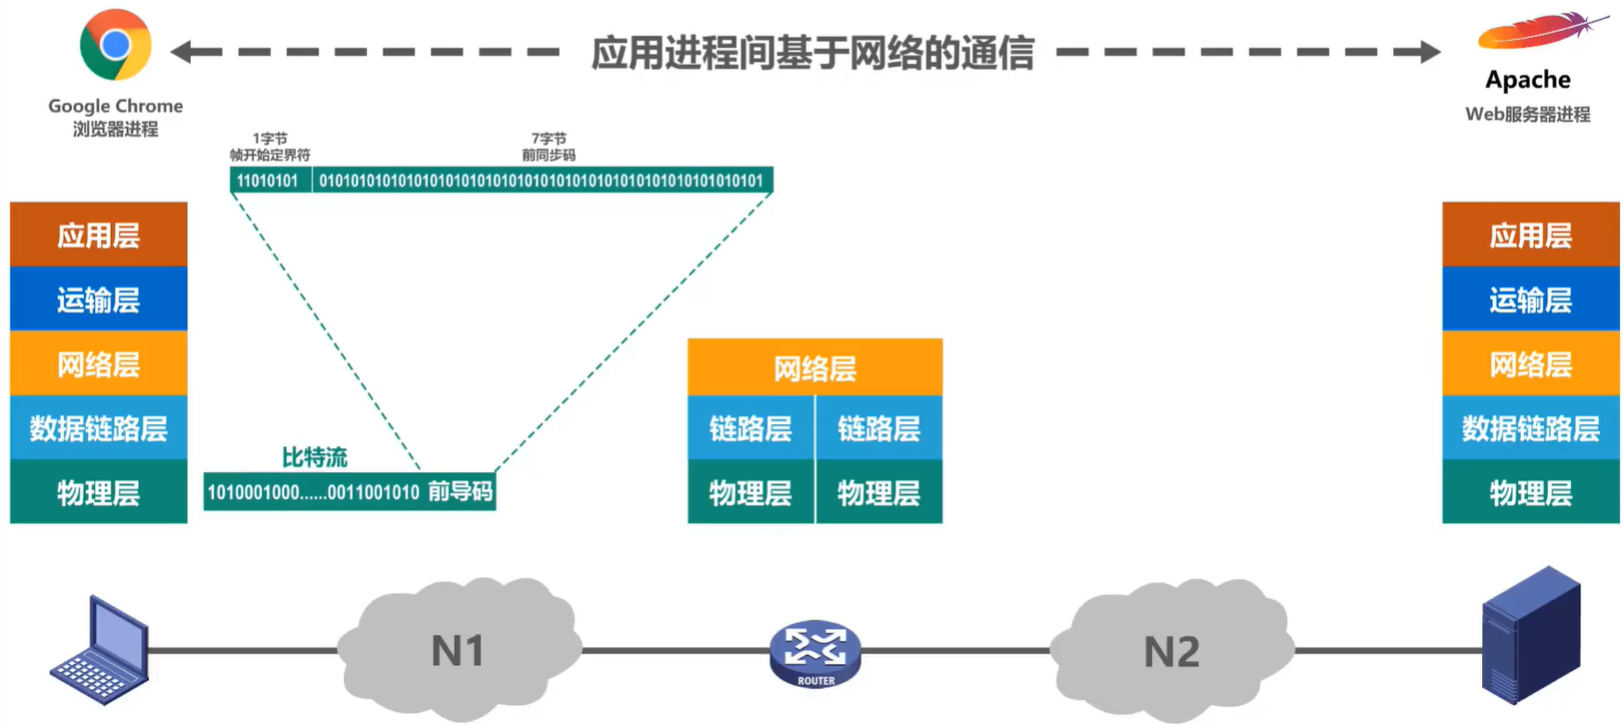 应用进程间基于网络的通信
Google Chrome
浏览器进程
Apache
Web服务器进程
1字节
帧开始定界符
7字节
前同步码
11010101
01010101010101010101010101010101010101010101010101010101
应用层
运输层
网络层
数据链路层
物理层
比特流
1010001000......0011001010 前导码
网络层
链路层 链路层
物理层 物理层
应用层
运输层
网络层
数据链路层
物理层
N1
ROUTER
N2